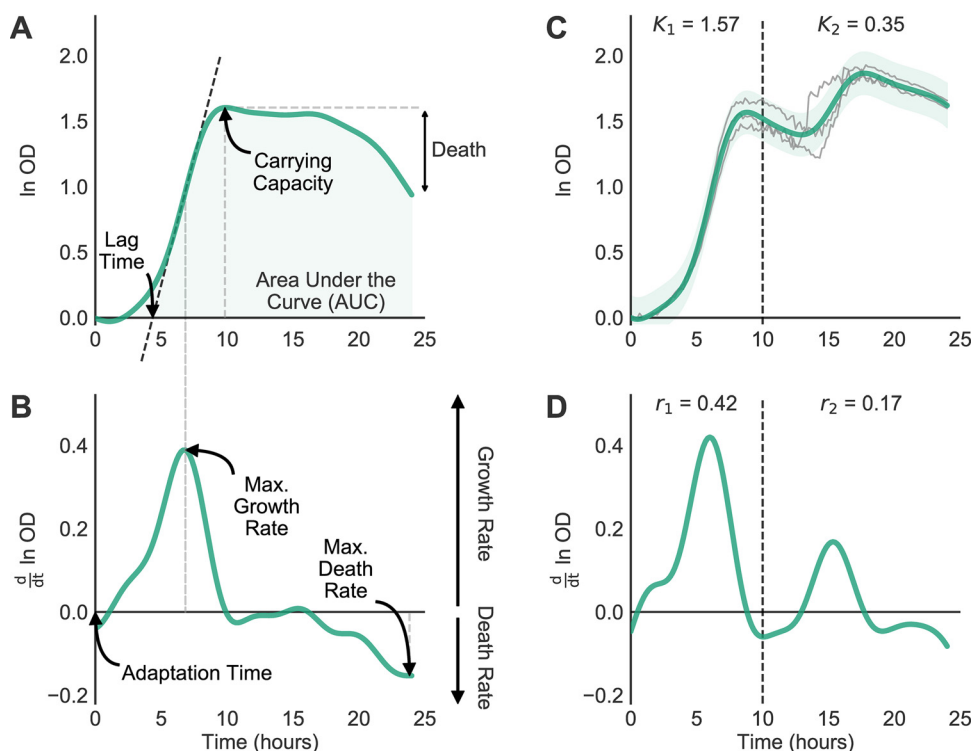 A
2.0
1.5
1.0
0.5
0.0
ln OD
0
5
10
15
20
25
Lag
Time
Carrying
Capacity
Death
Area Under the
Curve (AUC)
C
K₁ = 1.57
K₂ = 0.35
2.0
1.5
1.0
0.5
0.0
ln OD
0
5
10
15
20
25
B
0.4
0.2
0.0
−0.2
d/dt ln OD
0
5
10
15
20
25
Time (hours)
Max.
Growth
Rate
Max.
Death
Rate
Adaptation Time
Growth Rate
Death Rate
D
r₁ = 0.42
r₂ = 0.17
0.4
0.2
0.0
−0.2
d/dt ln OD
0
5
10
15
20
25
Time (hours)